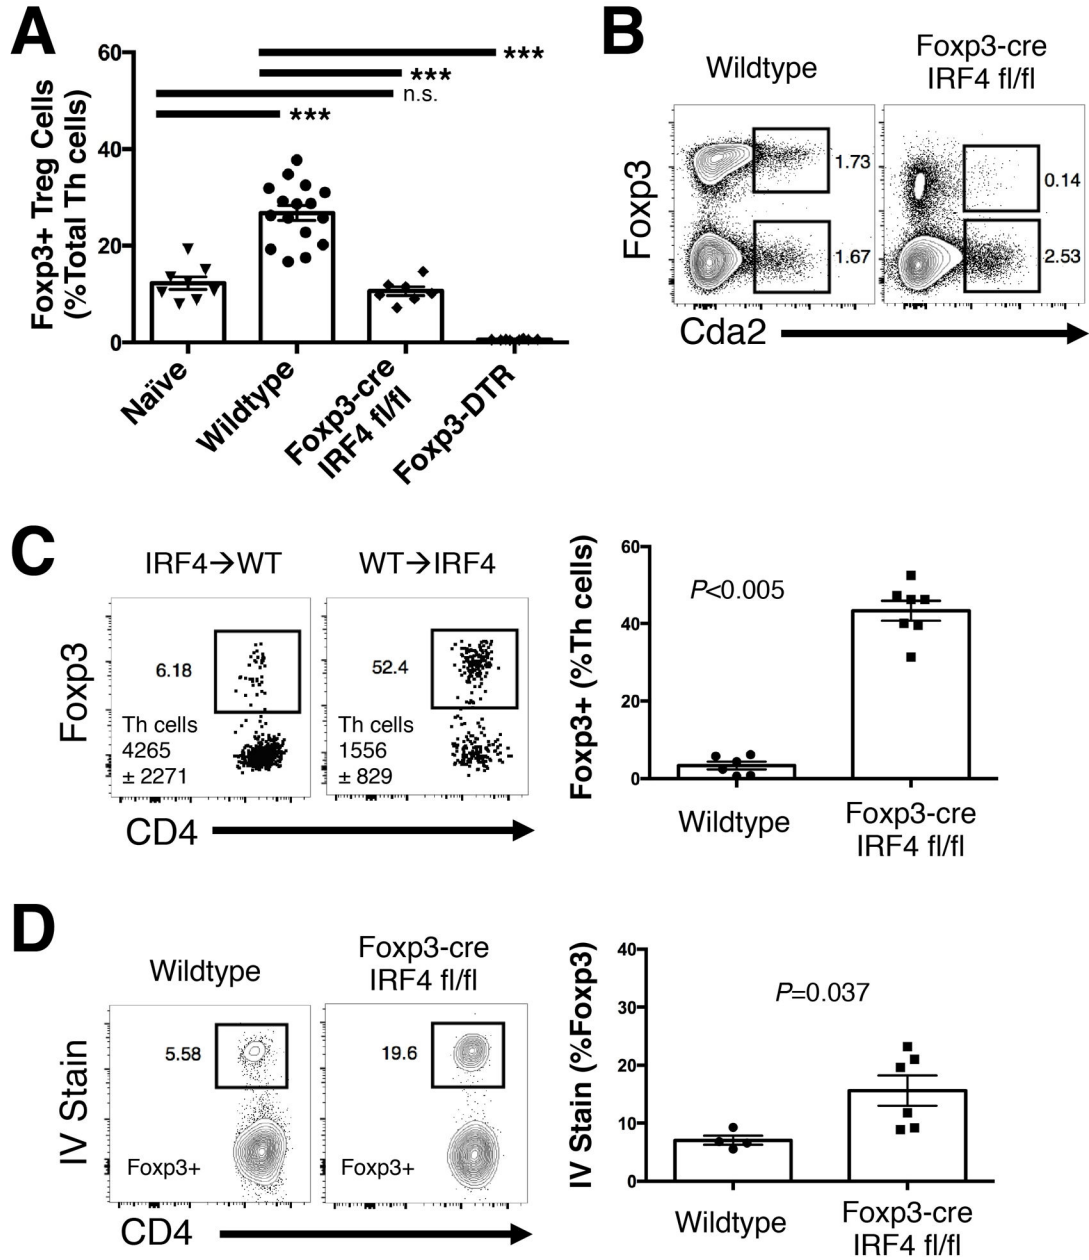 A
Foxp3+ Treg Cells
(%Total Th cells)
60
40
20
0
***
***
n.s.
***
Naïve
Wildtype
Foxp3-cre
IRF4 fl/fl
Foxp3-DTR
B
Wildtype
Foxp3-cre
IRF4 fl/fl
Foxp3
1.73
1.67
0.14
2.53
Cda2
C
IRF4→WT
WT→IRF4
Foxp3
6.18
Th cells
4265
± 2271
52.4
Th cells
1556
± 829
CD4
Foxp3+ (%Th cells)
60
40
20
0
P<0.005
Wildtype
Foxp3-cre
IRF4 fl/fl
D
Wildtype
Foxp3-cre
IRF4 fl/fl
IV Stain
5.58
Foxp3+
19.6
Foxp3+
CD4
IV Stain (%Foxp3)
40
30
20
10
0
P=0.037
Wildtype
Foxp3-cre
IRF4 fl/fl